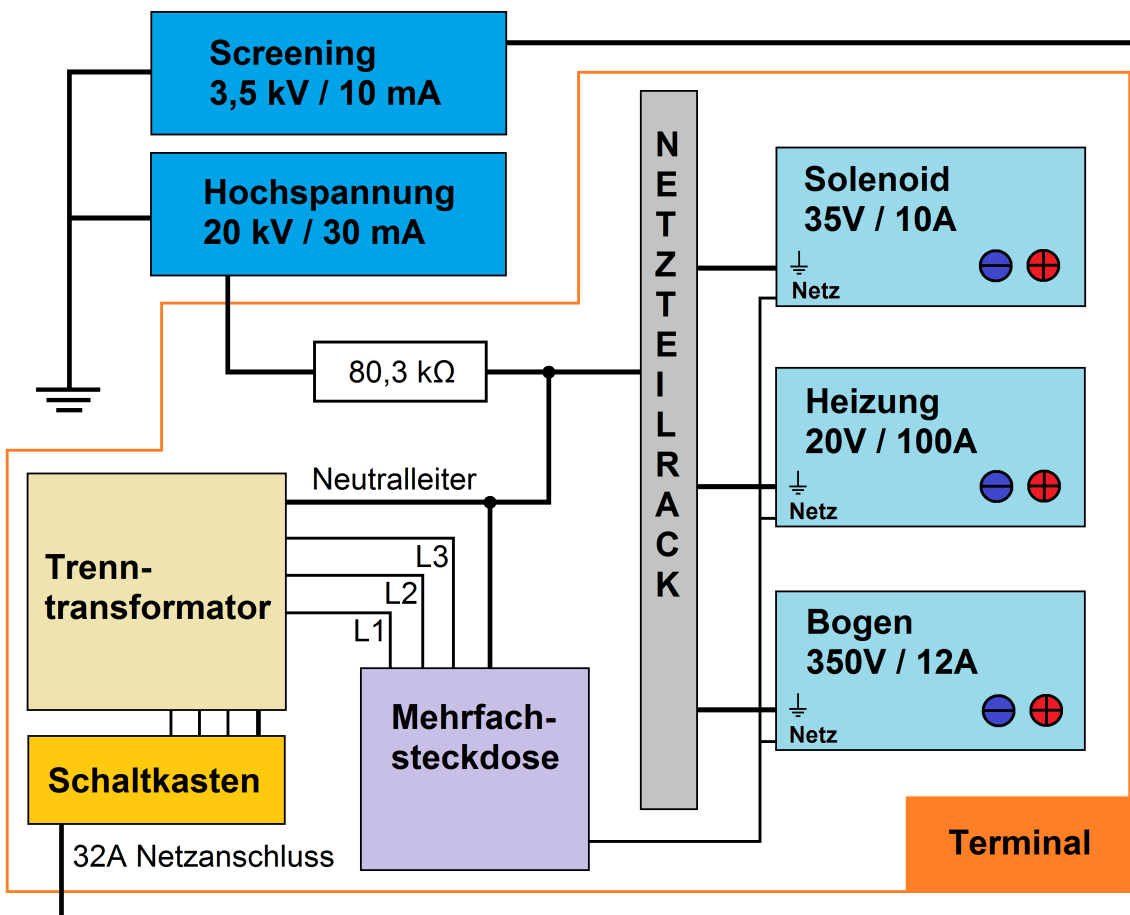 Screening
3,5 kV / 10 mA
Hochspannung
20 kV / 30 mA
80,3 kΩ
NETZTEILRACK
Solenoid
35V / 10A
Netz
Heizung
20V / 100A
Netz
Bogen
350V / 12A
Netz
Neutralleiter
L3
L2
L1
Trenn-
transformator
Mehrfach-
steckdose
Schaltkasten
32A Netzanschluss
Terminal